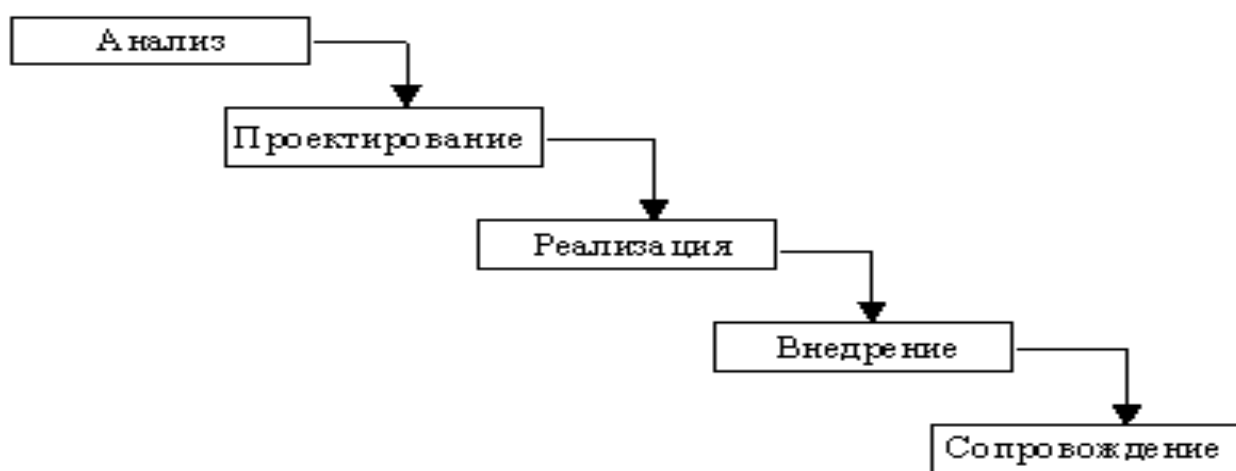 Анализ
Проектирование
Реализация
Внедрение
Сопровождение